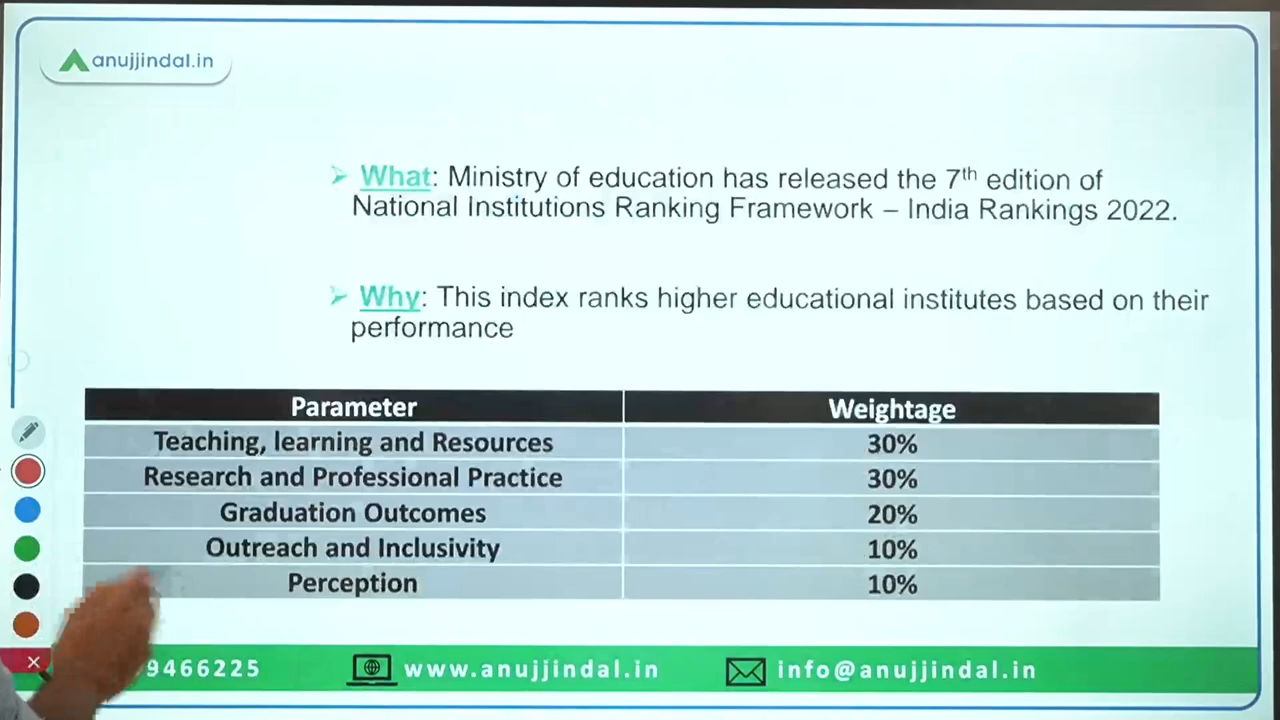 anujjindal.in
➢ What: Ministry of education has released the 7th edition of
National Institutions Ranking Framework – India Rankings 2022.
➢ Why: This index ranks higher educational institutes based on their
performance
Parameter Weightage
Teaching, learning and Resources 30%
Research and Professional Practice 30%
Graduation Outcomes 20%
Outreach and Inclusivity 10%
Perception 10%
9466225 www.anujjindal.in info@anujjindal.in